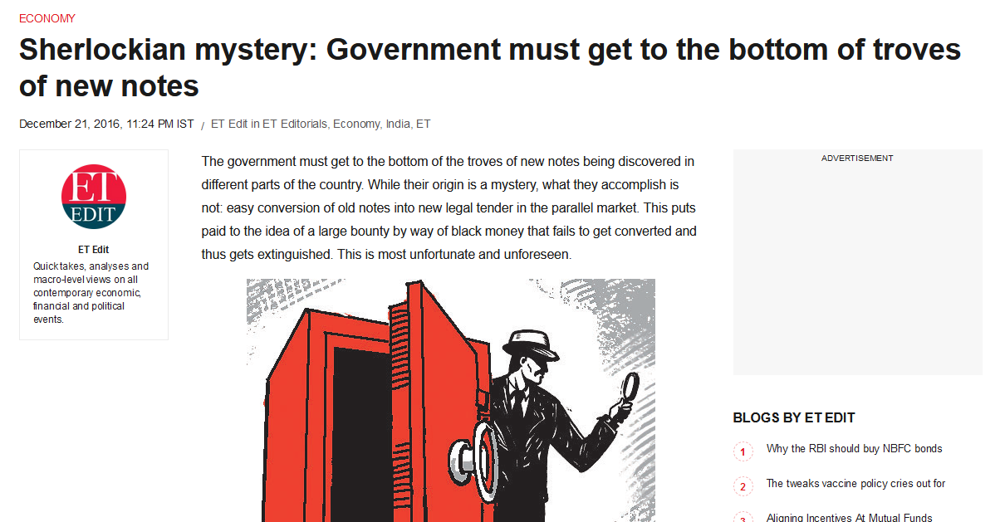 ECONOMY
Sherlockian mystery: Government must get to the bottom of troves
of new notes
December 21, 2016, 11:24 PM IST / ET Edit in ET Editorials, Economy, India, ET
ET
EDIT
ET Edit
Quick takes, analyses and
macro-level views on all
contemporary economic,
financial and political
events.
The government must get to the bottom of the troves of new notes being discovered in
different parts of the country. While their origin is a mystery, what they accomplish is
not: easy conversion of old notes into new legal tender in the parallel market. This puts
paid to the idea of a large bounty by way of black money that fails to get converted and
thus gets extinguished. This is most unfortunate and unforeseen.
ADVERTISEMENT
BLOGS BY ET EDIT
1 Why the RBI should buy NBFC bonds
2 The tweaks vaccine policy cries out for
3 Aligning Incentives At Mutual Funds